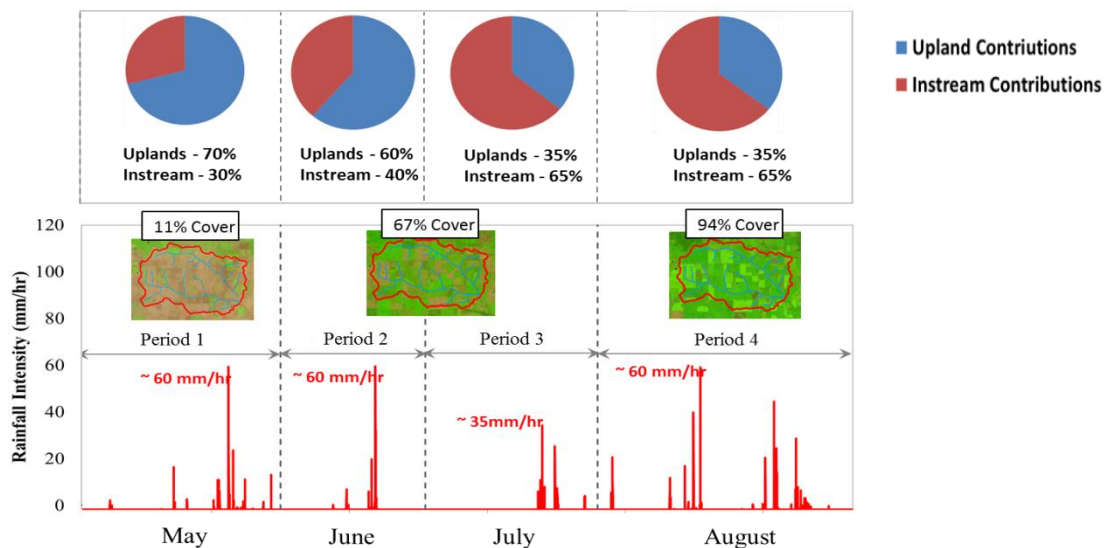 Upland Contriutions
Instream Contributions
Uplands - 70%
Instream - 30%
Uplands - 60%
Instream - 40%
Uplands - 35%
Instream - 65%
Uplands - 35%
Instream - 65%
11% Cover
67% Cover
94% Cover
Rainfall Intensity (mm/hr)
120
100
80
60
40
20
0
Period 1
Period 2
Period 3
Period 4
~ 60 mm/hr
~ 60 mm/hr
~ 35mm/hr
~ 60 mm/hr
May
June
July
August